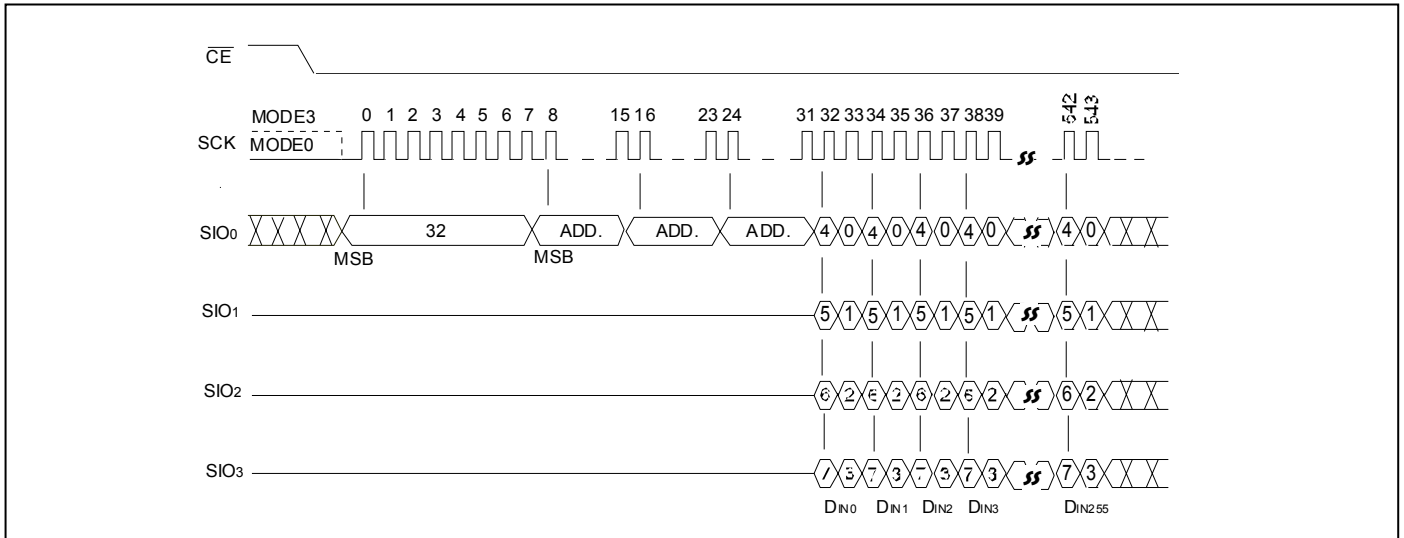 CE
MODE3 0 1 2 3 4 5 6 7 8 15 16 23 24 31 32 33 34 35 36 37 38 39 542 543
SCK MODE0
SIO0 32 ADD. ADD. ADD. 4 0 4 0 4 0 4 0 4 0
MSB MSB
SIO1 5 1 5 1 5 1 5 1 5 1
SIO2 6 2 6 2 6 2 6 2 6 2
SIO3 7 3 7 3 7 3 7 3 7 3
DIN0 DIN1 DIN2 DIN3 DIN255